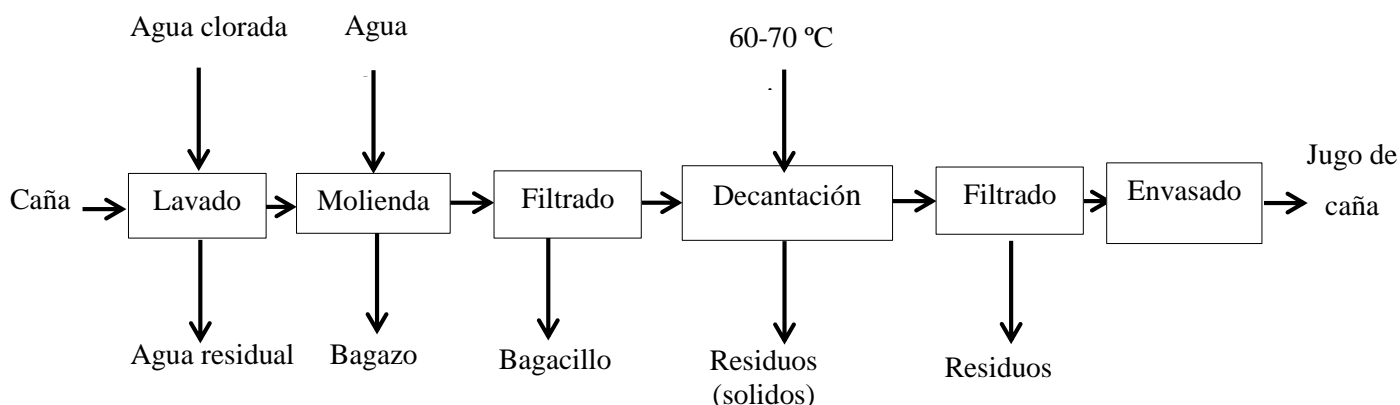 Agua clorada
Agua
60-70 ºC
Caña
Lavado
Molienda
Filtrado
Decantación
Filtrado
Envasado
Jugo de
caña
Agua residual
Bagazo
Bagacillo
Residuos
(solidos)
Residuos